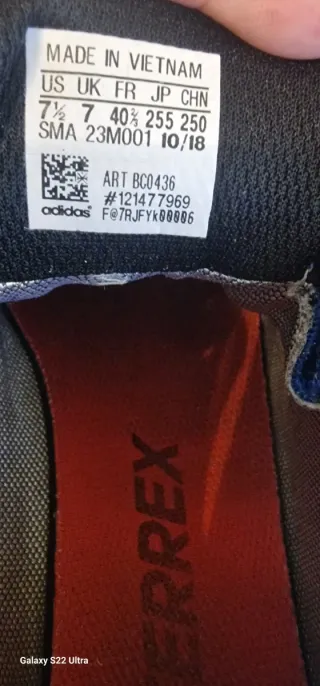 MADE IN VIETNAM
US UK FR JP CHN
7½ 7 40⅔ 255 250
SMA 23M001 10/18
ART BC0436
#121477969
adidas F@7RJFYk00006
ERREX
Galaxy S22 Ultra